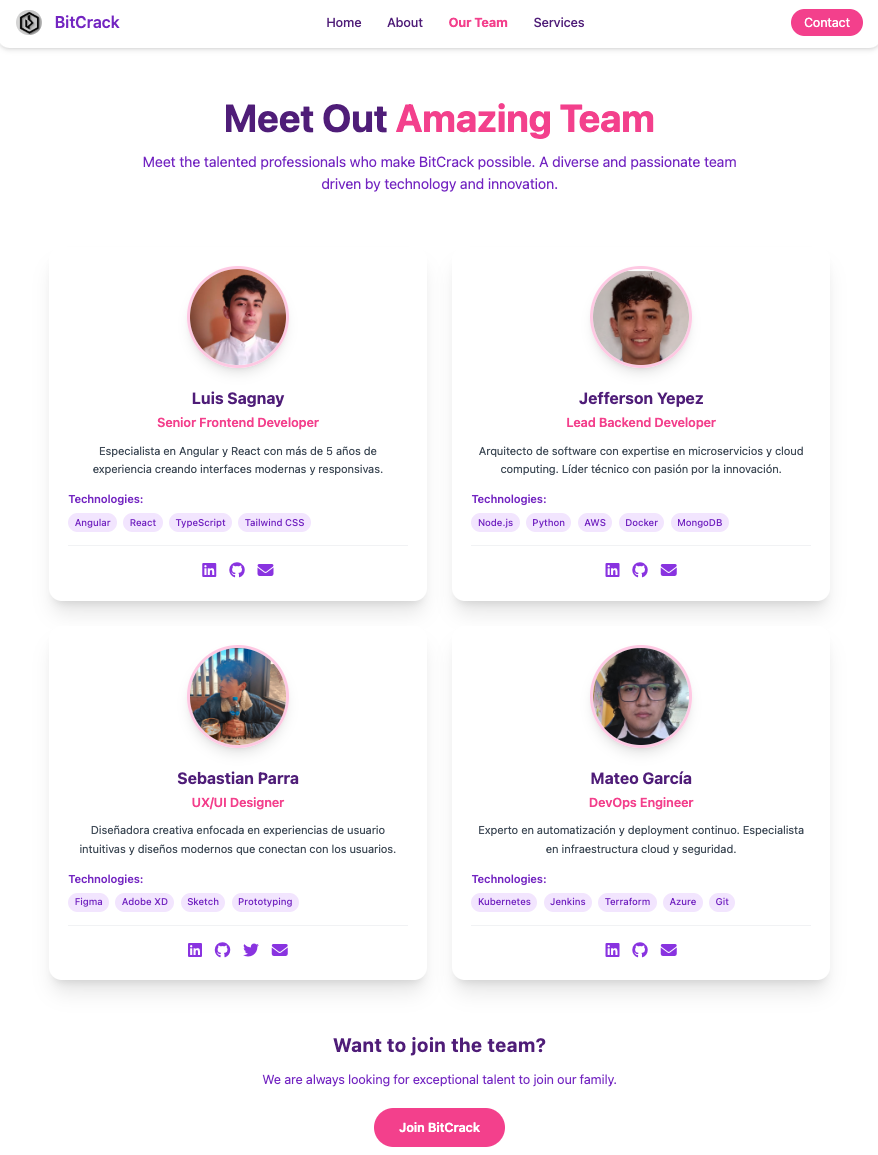 BitCrack
Home About Our Team Services
Contact
Meet Out Amazing Team
Meet the talented professionals who make BitCrack possible. A diverse and passionate team
driven by technology and innovation.
Luis Sagnay
Senior Frontend Developer
Especialista en Angular y React con más de 5 años de
experiencia creando interfaces modernas y responsivas.
Technologies:
Angular React TypeScript Tailwind CSS
Jefferson Yepez
Lead Backend Developer
Arquitecto de software con expertise en microservicios y cloud
computing. Líder técnico con pasión por la innovación.
Technologies:
Node.js Python AWS Docker MongoDB
Sebastian Parra
UX/UI Designer
Diseñadora creativa enfocada en experiencias de usuario
intuitivas y diseños modernos que conectan con los usuarios.
Technologies:
Figma Adobe XD Sketch Prototyping
Mateo García
DevOps Engineer
Experto en automatización y deployment continuo. Especialista
en infraestructura cloud y seguridad.
Technologies:
Kubernetes Jenkins Terraform Azure Git
Want to join the team?
We are always looking for exceptional talent to join our family.
Join BitCrack